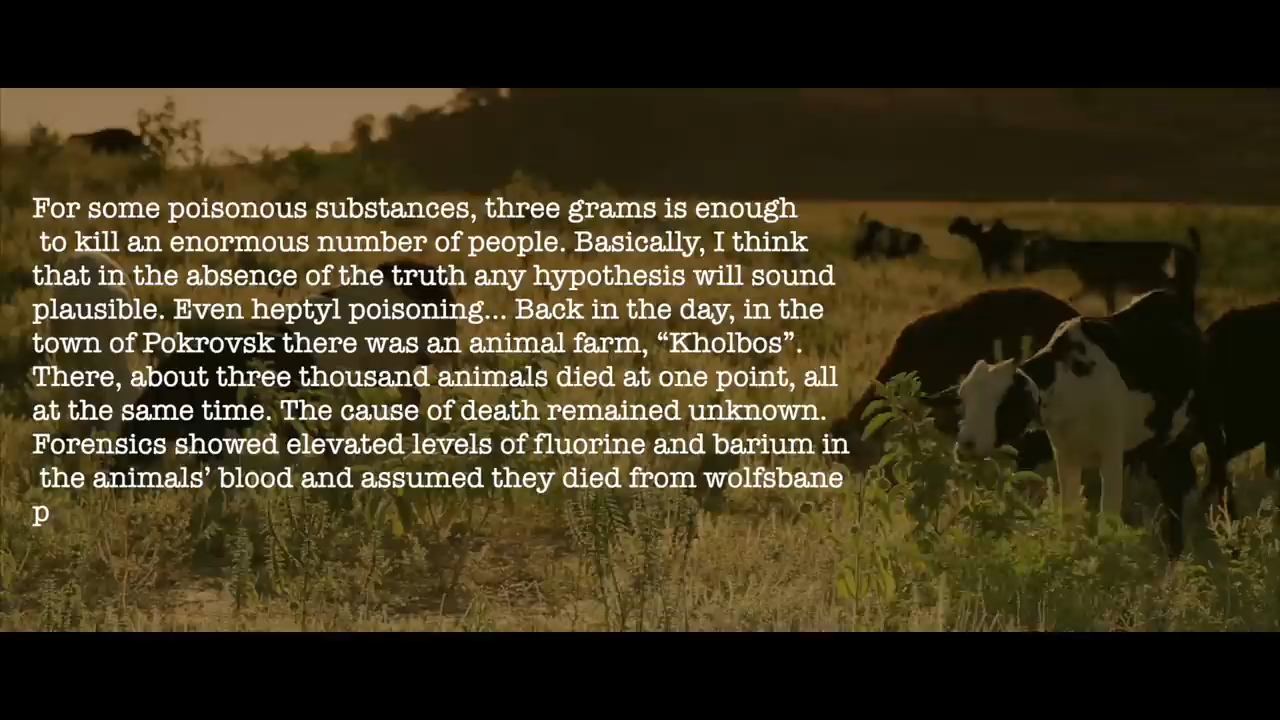 For some poisonous substances, three grams is enough
to kill an enormous number of people. Basically, I think
that in the absence of the truth any hypothesis will sound
plausible. Even heptyl poisoning... Back in the day, in the
town of Pokrovsk there was an animal farm, “Kholbos”.
There, about three thousand animals died at one point, all
at the same time. The cause of death remained unknown.
Forensics showed elevated levels of fluorine and barium in
the animals’ blood and assumed they died from wolfsbane
p